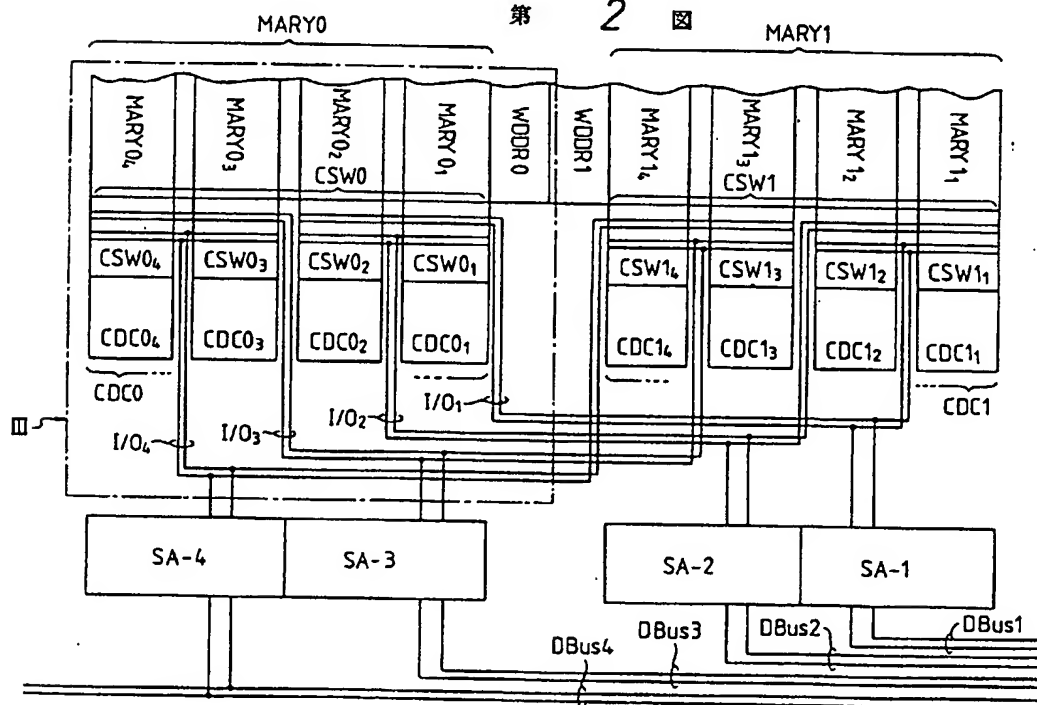 第 2 図
MARY0
MARY1
MARY0₄
MARY0₃
MARY0₂
MARY0₁
WDDR0
WDDR1
MARY1₄
MARY1₃
MARY1₂
MARY1₁
CSW0
CSW1
CSW0₄
CSW0₃
CSW0₂
CSW0₁
CSW1₄
CSW1₃
CSW1₂
CSW1₁
CDC0₄
CDC0₃
CDC0₂
CDC0₁
CDC1₄
CDC1₃
CDC1₂
CDC1₁
CDC0
CDC1
I/O₁
I/O₂
I/O₃
I/O₄
III
SA-4
SA-3
SA-2
SA-1
DBus1
DBus2
DBus3
DBus4